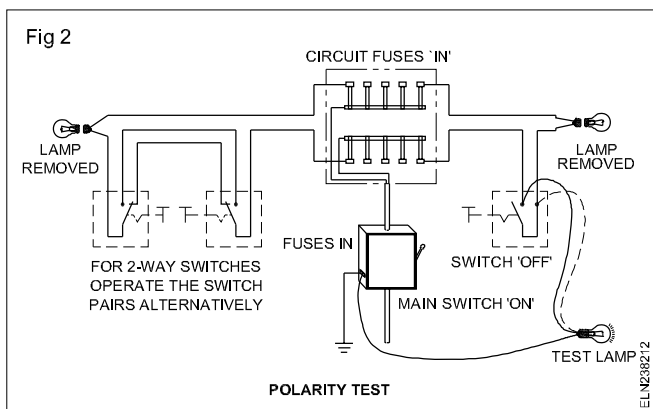 Fig 2
CIRCUIT FUSES `IN'
LAMP
REMOVED
LAMP
REMOVED
FOR 2-WAY SWITCHES
OPERATE THE SWITCH
PAIRS ALTERNATIVELY
FUSES IN
SWITCH 'OFF'
MAIN SWITCH 'ON'
TEST LAMP
POLARITY TEST
ELN238212